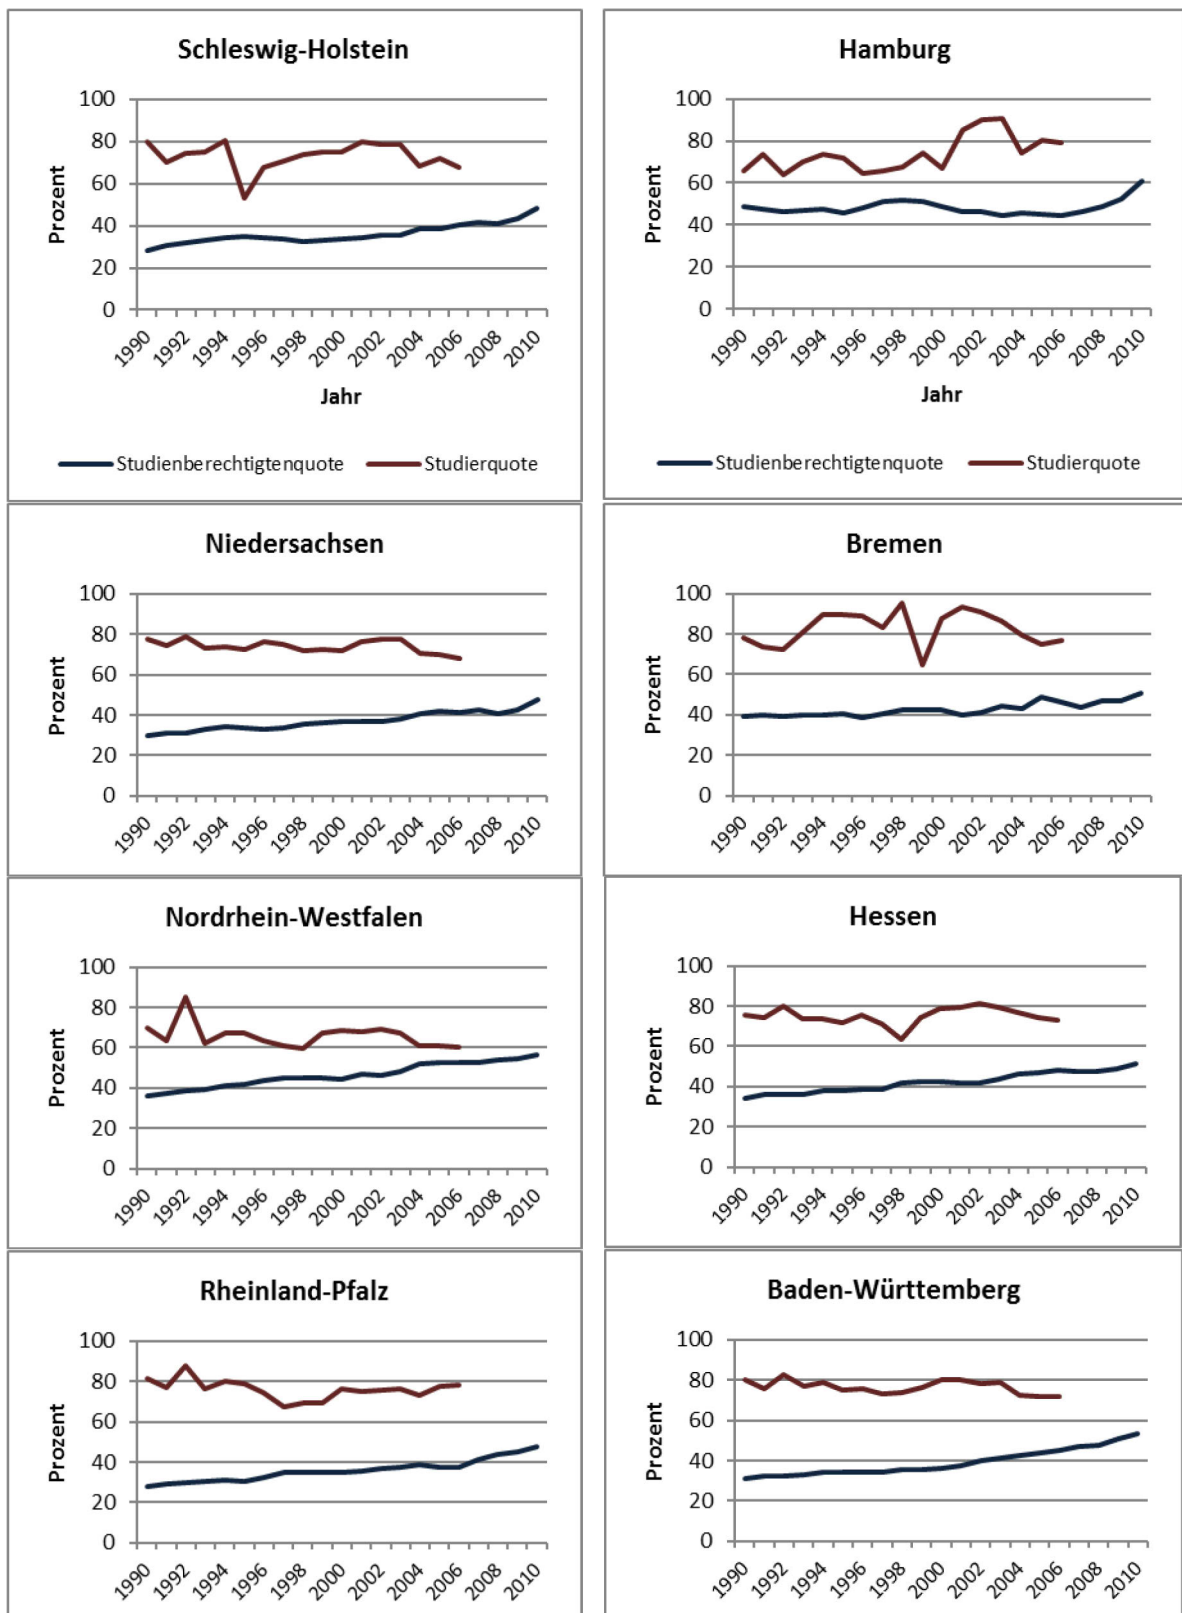 Schleswig-Holstein
100
80
60
40
20
0
Prozent
1990 1992 1994 1996 1998 2000 2002 2004 2006 2008 2010
Jahr
Studienberechtigtenquote Studierquote
Hamburg
100
80
60
40
20
0
Prozent
1990 1992 1994 1996 1998 2000 2002 2004 2006 2008 2010
Jahr
Studienberechtigtenquote Studierquote
Niedersachsen
100
80
60
40
20
0
Prozent
1990 1992 1994 1996 1998 2000 2002 2004 2006 2008 2010
Bremen
100
80
60
40
20
0
Prozent
1990 1992 1994 1996 1998 2000 2002 2004 2006 2008 2010
Nordrhein-Westfalen
100
80
60
40
20
0
Prozent
1990 1992 1994 1996 1998 2000 2002 2004 2006 2008 2010
Hessen
100
80
60
40
20
0
Prozent
1990 1992 1994 1996 1998 2000 2002 2004 2006 2008 2010
Rheinland-Pfalz
100
80
60
40
20
0
Prozent
1990 1992 1994 1996 1998 2000 2002 2004 2006 2008 2010
Baden-Württemberg
100
80
60
40
20
0
Prozent
1990 1992 1994 1996 1998 2000 2002 2004 2006 2008 2010